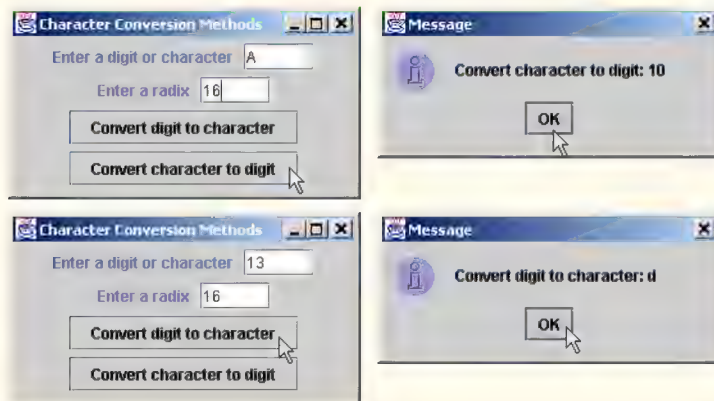 Character Conversion Methods
Enter a digit or character A
Enter a radix 16
Convert digit to character
Convert character to digit
Message
Convert character to digit: 10
OK
Character Conversion Methods
Enter a digit or character 13
Enter a radix 16
Convert digit to character
Convert character to digit
Message
Convert digit to character: d
OK